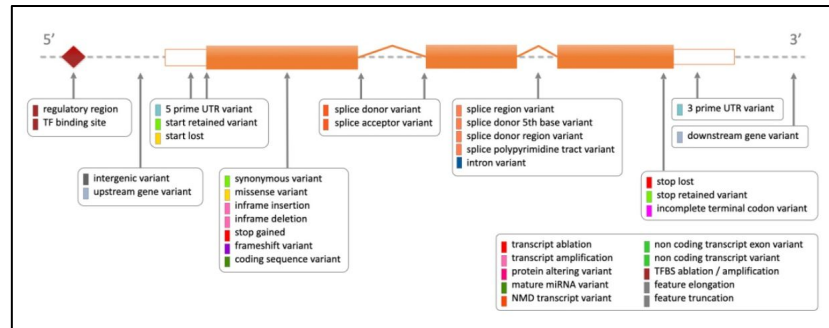 5'
3'
regulatory region
TF binding site
5 prime UTR variant
start retained variant
start lost
splice donor variant
splice acceptor variant
splice region variant
splice donor 5th base variant
splice donor region variant
splice polypyrimidine tract variant
intron variant
3 prime UTR variant
downstream gene variant
intergenic variant
upstream gene variant
synonymous variant
missense variant
inframe insertion
inframe deletion
stop gained
frameshift variant
coding sequence variant
stop lost
stop retained variant
incomplete terminal codon variant
transcript ablation
transcript amplification
protein altering variant
mature miRNA variant
NMD transcript variant
non coding transcript exon variant
non coding transcript variant
TFBS ablation / amplification
feature elongation
feature truncation